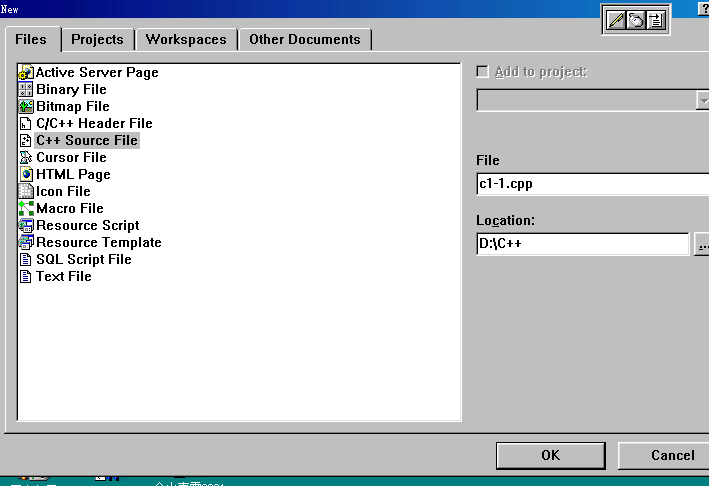 New
?
Files Projects Workspaces Other Documents
Active Server Page
Binary File
Bitmap File
C/C++ Header File
C++ Source File
Cursor File
HTML Page
Icon File
Macro File
Resource Script
Resource Template
SQL Script File
Text File
Add to project:
File
c1-1.cpp
Location:
D:\C++
...
OK Cancel